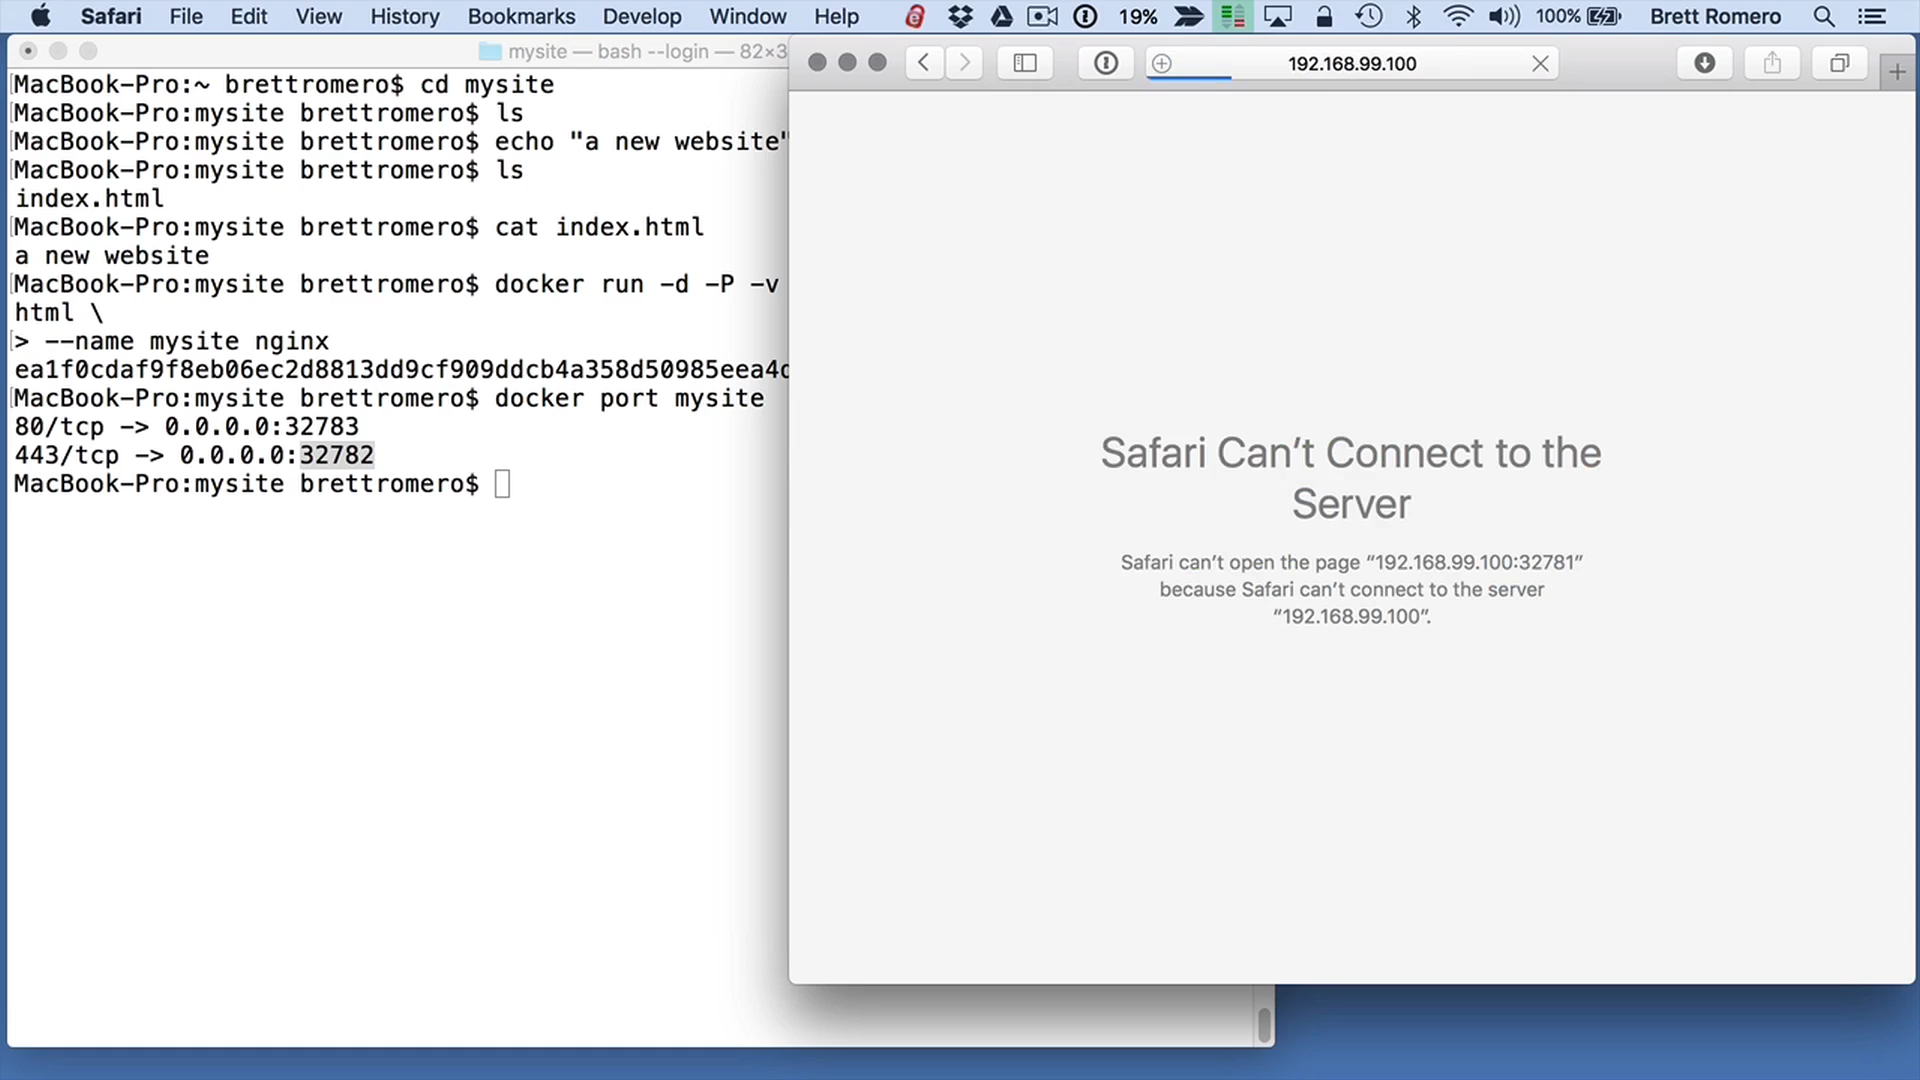 Safari File Edit View History Bookmarks Develop Window Help 19% 100% Brett Romero
mysite — bash --login — 82×3
MacBook-Pro:~ brettromero$ cd mysite
MacBook-Pro:mysite brettromero$ ls
MacBook-Pro:mysite brettromero$ echo "a new website"
MacBook-Pro:mysite brettromero$ ls
index.html
MacBook-Pro:mysite brettromero$ cat index.html
a new website
MacBook-Pro:mysite brettromero$ docker run -d -P -v
html \
> --name mysite nginx
ea1f0cdaf9f8eb06ec2d8813dd9cf909ddcb4a358d50985eea4d
MacBook-Pro:mysite brettromero$ docker port mysite
80/tcp -> 0.0.0.0:32783
443/tcp -> 0.0.0.0:32782
MacBook-Pro:mysite brettromero$
192.168.99.100
Safari Can’t Connect to the
Server
Safari can’t open the page “192.168.99.100:32781”
because Safari can’t connect to the server
“192.168.99.100”.